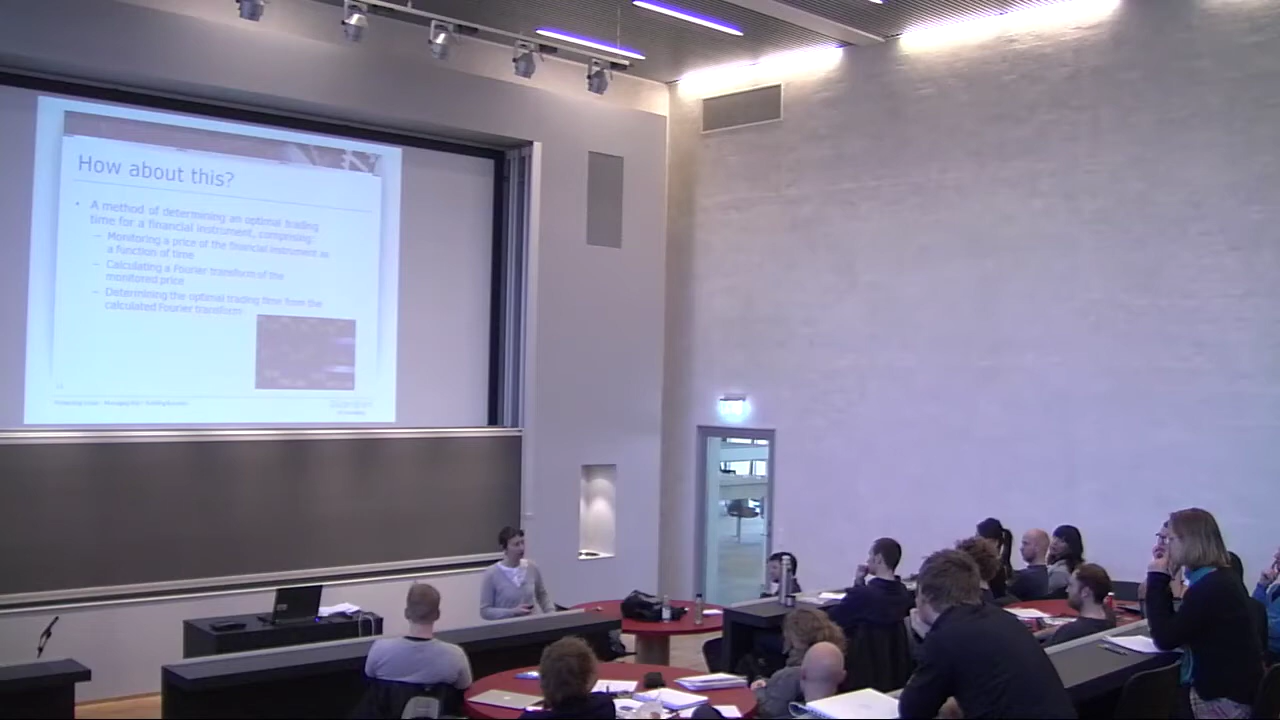 How about this?
• A method of determining an optimal trading
time for a financial instrument, comprising:
– Monitoring a price of the financial instrument as
a function of time
– Calculating a Fourier transform of the
monitored price
– Determining the optimal trading time from the
calculated Fourier transform